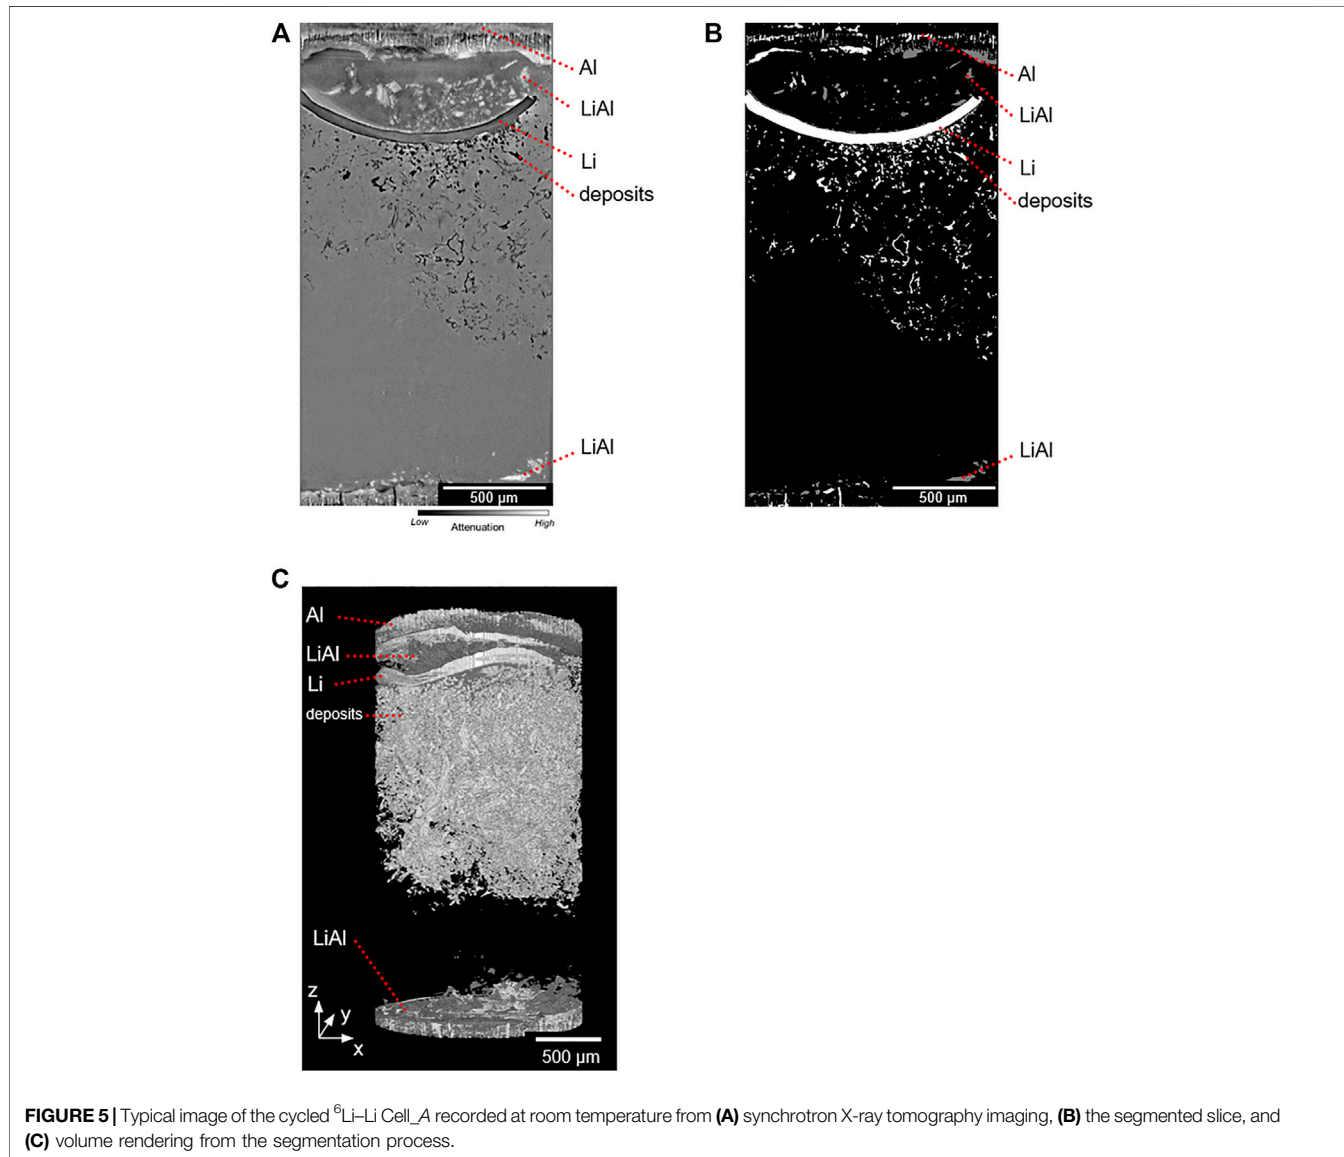 A
Al
LiAl
Li
deposits
LiAl
500 µm
Low
Attenuation
High
B
Al
LiAl
Li
deposits
LiAl
500 µm
C
Al
LiAl
Li
deposits
LiAl
z
y
x
500 µm
FIGURE 5 | Typical image of the cycled ⁶Li–Li Cell_A recorded at room temperature from (A) synchrotron X-ray tomography imaging, (B) the segmented slice, and
(C) volume rendering from the segmentation process.